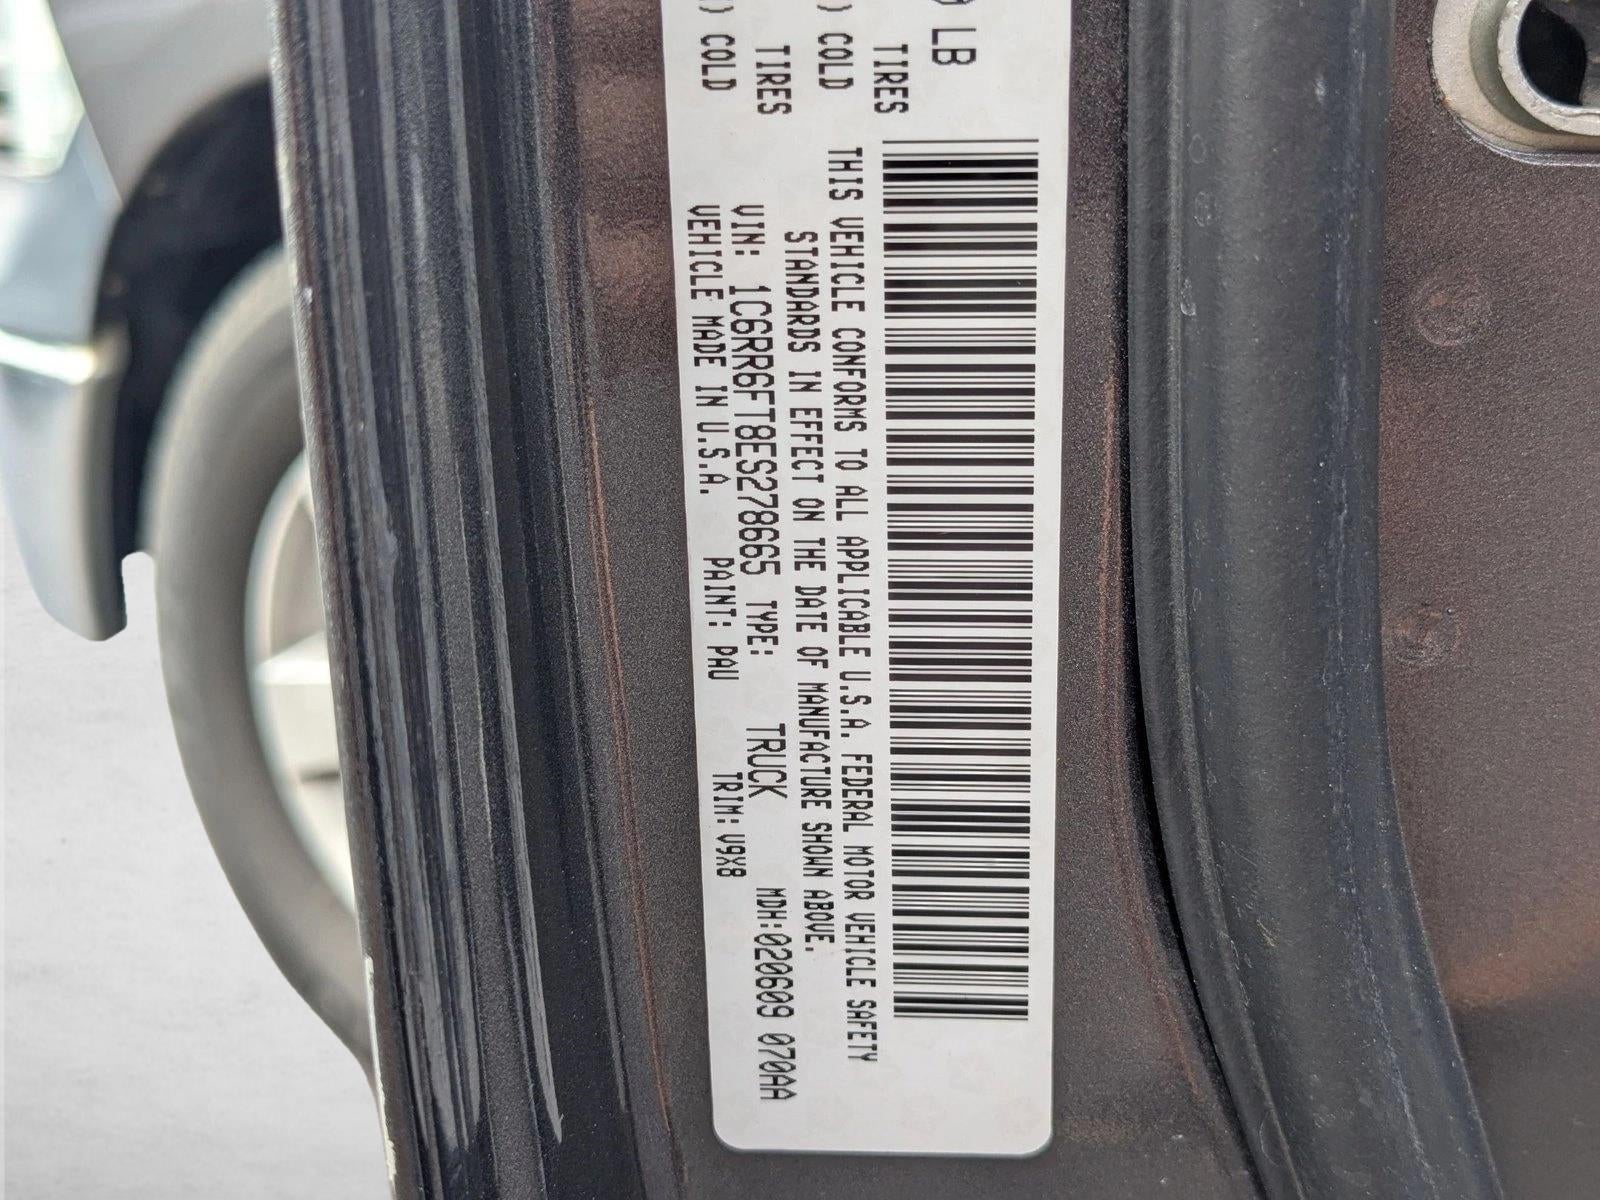 LB
TIRES
) COLD
TIRES
) COLD
THIS VEHICLE CONFORMS TO ALL APPLICABLE U.S.A. FEDERAL MOTOR VEHICLE SAFETY
STANDARDS IN EFFECT ON THE DATE OF MANUFACTURE SHOWN ABOVE.
VIN: 1C6RR6FT8ES278665 TYPE: TRUCK MDH:020609 070AA
VEHICLE MADE IN U.S.A. PAINT: PAU TRIM: V9X8